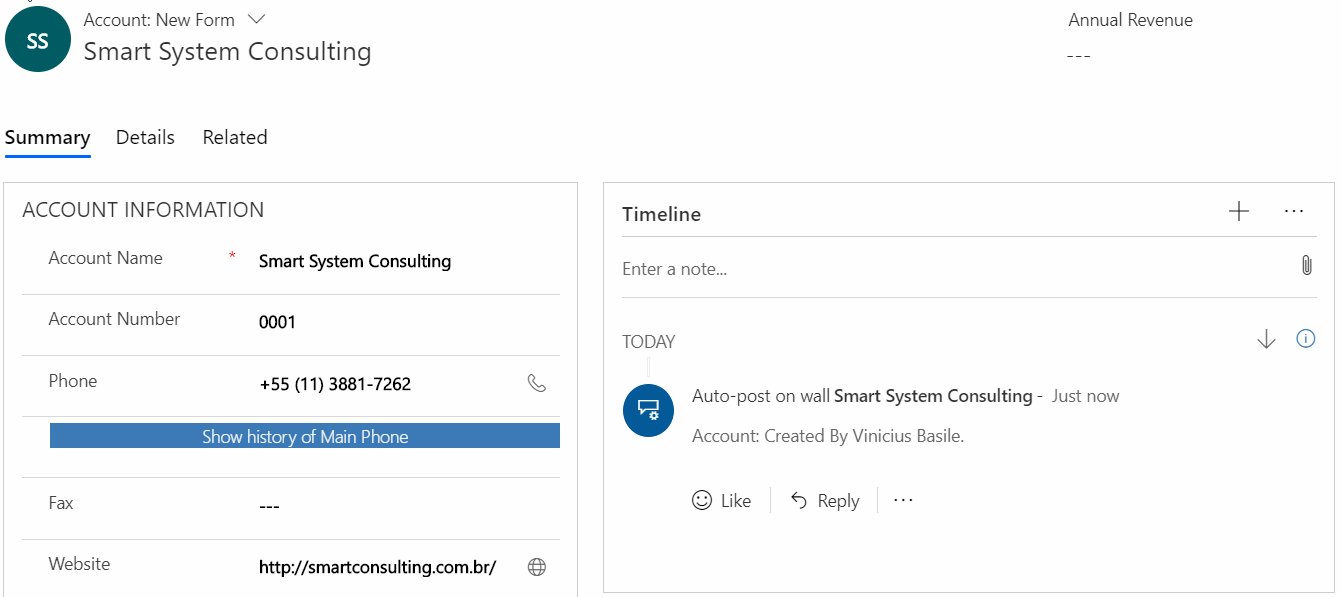 SS
Account: New Form
Smart System Consulting
Annual Revenue
---
Summary Details Related
ACCOUNT INFORMATION
Account Name * Smart System Consulting
Account Number 0001
Phone +55 (11) 3881-7262
Show history of Main Phone
Fax ---
Website http://smartconsulting.com.br/
Timeline
Enter a note...
TODAY
Auto-post on wall Smart System Consulting - Just now
Account: Created By Vinicius Basile.
Like Reply ...